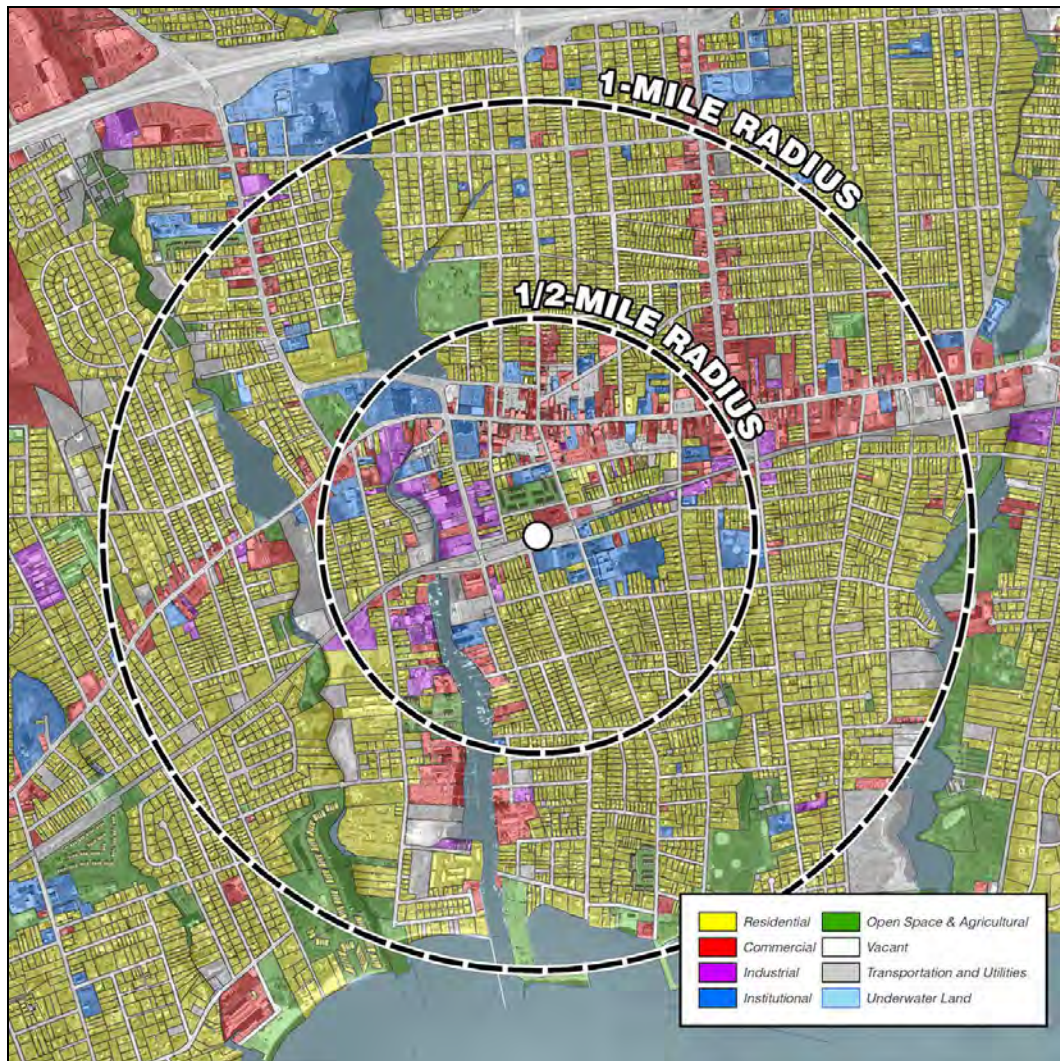 1-MILE RADIUS
1/2-MILE RADIUS
Residential
Commercial
Industrial
Institutional
Open Space & Agricultural
Vacant
Transportation and Utilities
Underwater Land